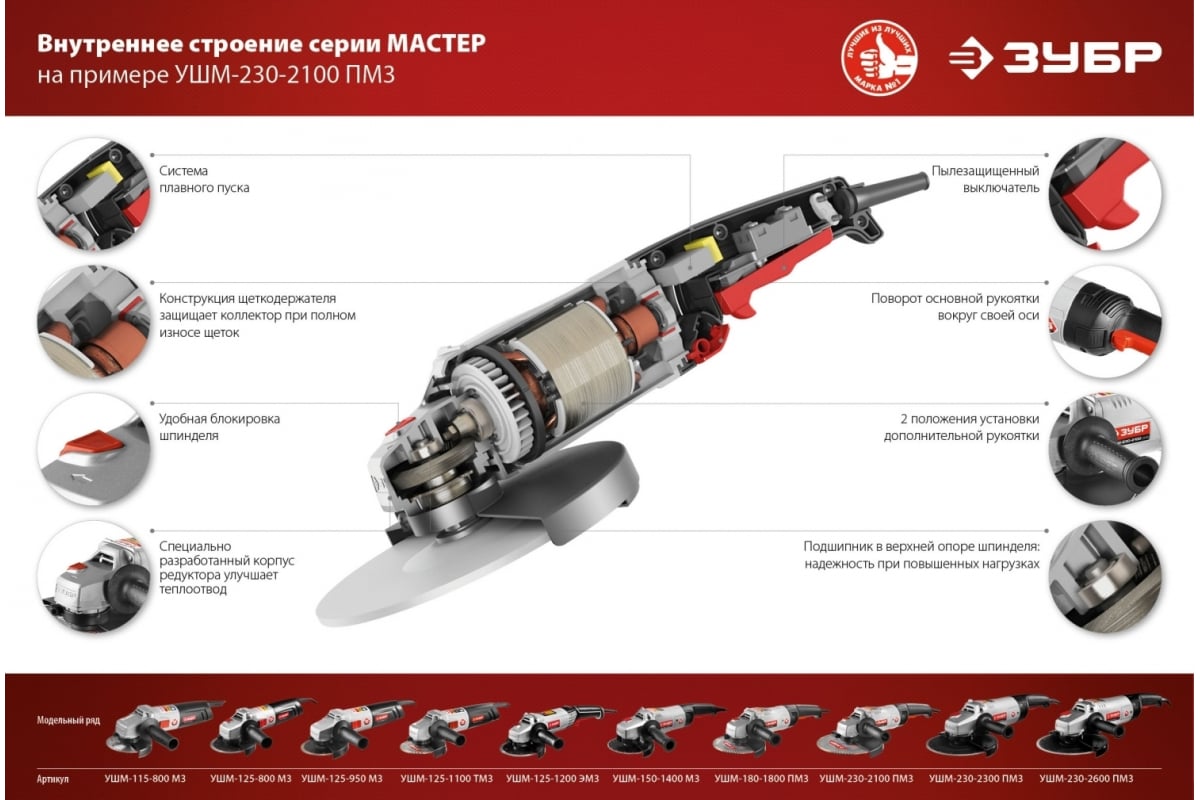 Внутреннее строение серии МАСТЕР
на примере УШМ-230-2100 ПМ3
ЛУЧШИЕ ИЗ ЛУЧШИХ
МАРКА №1
ЗУБР
Система
плавного пуска
Конструкция щеткодержателя
защищает коллектор при полном
износе щеток
Удобная блокировка
шпинделя
Специально
разработанный корпус
редуктора улучшает
теплоотвод
Пылезащищенный
выключатель
Поворот основной рукоятки
вокруг своей оси
2 положения установки
дополнительной рукоятки
ЗУБР
Подшипник в верхней опоре шпинделя:
надежность при повышенных нагрузках
Модельный ряд
Артикул
УШМ-115-800 М3
УШМ-125-800 М3
УШМ-125-950 М3
УШМ-125-1100 ТМ3
УШМ-125-1200 ЭМ3
УШМ-150-1400 М3
УШМ-180-1800 ПМ3
УШМ-230-2100 ПМ3
УШМ-230-2300 ПМ3
УШМ-230-2600 ПМ3